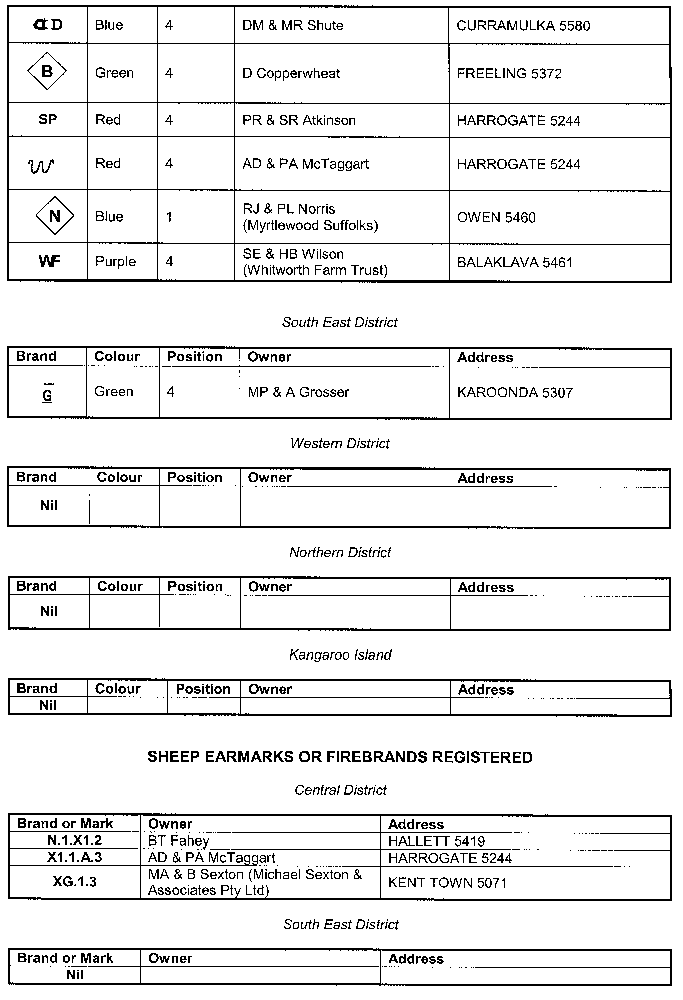 D Blue 4 DM & MR Shute CURRAMULKA 5580
B Green 4 D Copperwheat FREELING 5372
SP Red 4 PR & SR Atkinson HARROGATE 5244
W Red 4 AD & PA McTaggart HARROGATE 5244
N Blue 1 RJ & PL Norris OWEN 5460
(Myrtlewood Suffolks)
WF Purple 4 SE & HB Wilson BALAKLAVA 5461
(Whitworth Farm Trust)
South East District
Brand Colour Position Owner Address
G Green 4 MP & A Grosser KAROONDA 5307
Western District
Brand Colour Position Owner Address
Nil
Northern District
Brand Colour Position Owner Address
Nil
Kangaroo Island
Brand Colour Position Owner Address
Nil
SHEEP EARMARKS OR FIREBRANDS REGISTERED
Central District
Brand or Mark Owner Address
N.1.X1.2 BT Fahey HALLETT 5419
X1.1.A.3 AD & PA McTaggart HARROGATE 5244
XG.1.3 MA & B Sexton (Michael Sexton & KENT TOWN 5071
Associates Pty Ltd)
South East District
Brand or Mark Owner Address
Nil